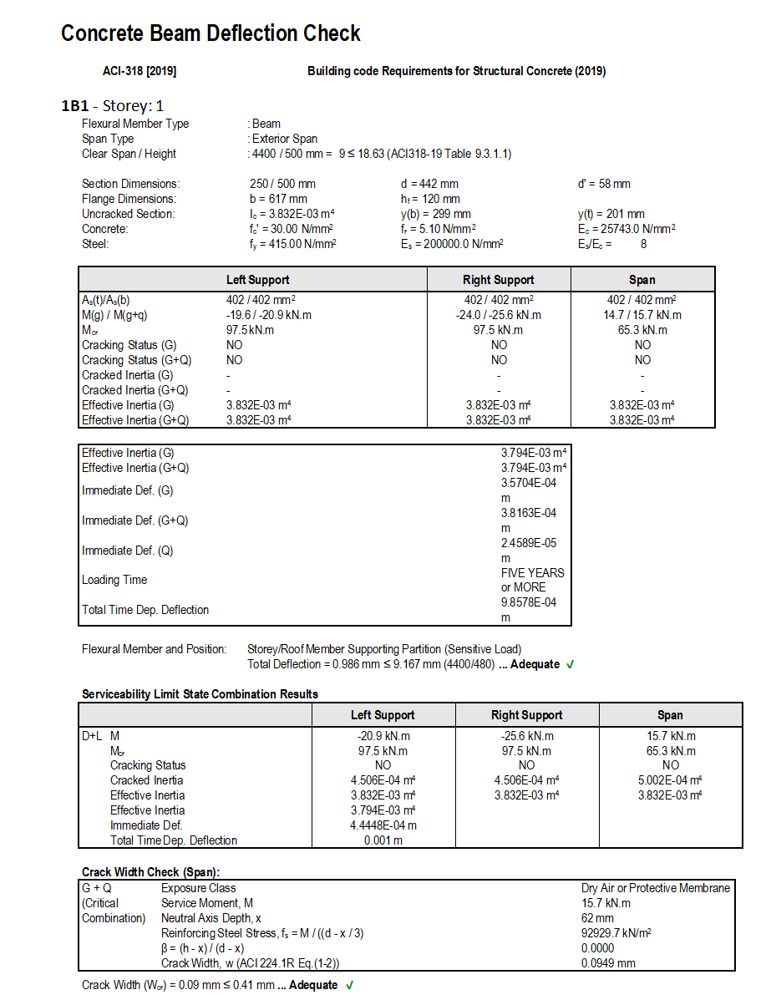 Concrete Beam Deflection Check
ACI-318 [2019] Building code Requirements for Structural Concrete (2019)
1B1 - Storey: 1
Flexural Member Type : Beam
Span Type : Exterior Span
Clear Span / Height : 4400 / 500 mm = 9 ≤ 18.63 (ACI318-19 Table 9.3.1.1)
Section Dimensions: 250 / 500 mm d = 442 mm d' = 58 mm
Flange Dimensions: b = 617 mm hf = 120 mm
Uncracked Section: Ic = 3.832E-03 m⁴ y(b) = 299 mm y(t) = 201 mm
Concrete: fc' = 30.00 N/mm² fr = 5.10 N/mm² Ec = 25743.0 N/mm²
Steel: fy = 415.00 N/mm² Es = 200000.0 N/mm² Es/Ec = 8
Left Support Right Support Span
As(t)/As(b) 402 / 402 mm² 402 / 402 mm² 402 / 402 mm²
M(g) / M(g+q) -19.6 / -20.9 kN.m -24.0 / -25.6 kN.m 14.7 / 15.7 kN.m
Mcr 97.5 kN.m 97.5 kN.m 65.3 kN.m
Cracking Status (G) NO NO NO
Cracking Status (G+Q) NO NO NO
Cracked Inertia (G) - - -
Cracked Inertia (G+Q) - - -
Effective Inertia (G) 3.832E-03 m⁴ 3.832E-03 m⁴ 3.832E-03 m⁴
Effective Inertia (G+Q) 3.832E-03 m⁴ 3.832E-03 m⁴ 3.832E-03 m⁴
Effective Inertia (G) 3.794E-03 m⁴
Effective Inertia (G+Q) 3.794E-03 m⁴
Immediate Def. (G) 3.5704E-04
m
Immediate Def. (G+Q) 3.8163E-04
m
Immediate Def. (Q) 2.4589E-05
m
Loading Time FIVE YEARS
or MORE
Total Time Dep. Deflection 9.8578E-04
m
Flexural Member and Position: Storey/Roof Member Supporting Partition (Sensitive Load)
Total Deflection = 0.986 mm ≤ 9.167 mm (4400/480) ... Adequate ✓
Serviceability Limit State Combination Results
Left Support Right Support Span
D+L M -20.9 kN.m -25.6 kN.m 15.7 kN.m
Mcr 97.5 kN.m 97.5 kN.m 65.3 kN.m
Cracking Status NO NO NO
Cracked Inertia 4.506E-04 m⁴ 4.506E-04 m⁴ 5.002E-04 m⁴
Effective Inertia 3.832E-03 m⁴ 3.832E-03 m⁴ 3.832E-03 m⁴
Effective Inertia 3.794E-03 m⁴
Immediate Def. 4.4448E-04 m
Total Time Dep. Deflection 0.001 m
Crack Width Check (Span):
G + Q Exposure Class Dry Air or Protective Membrane
(Critical Service Moment, M 15.7 kN.m
Combination) Neutral Axis Depth, x 62 mm
Reinforcing Steel Stress, fs = M / ((d - x / 3) 92929.7 kN/m²
β = (h - x) / (d - x) 0.0000
Crack Width, w (ACI 224.1R Eq.(1-2)) 0.0949 mm
Crack Width (Wcr) = 0.09 mm ≤ 0.41 mm ... Adequate ✓